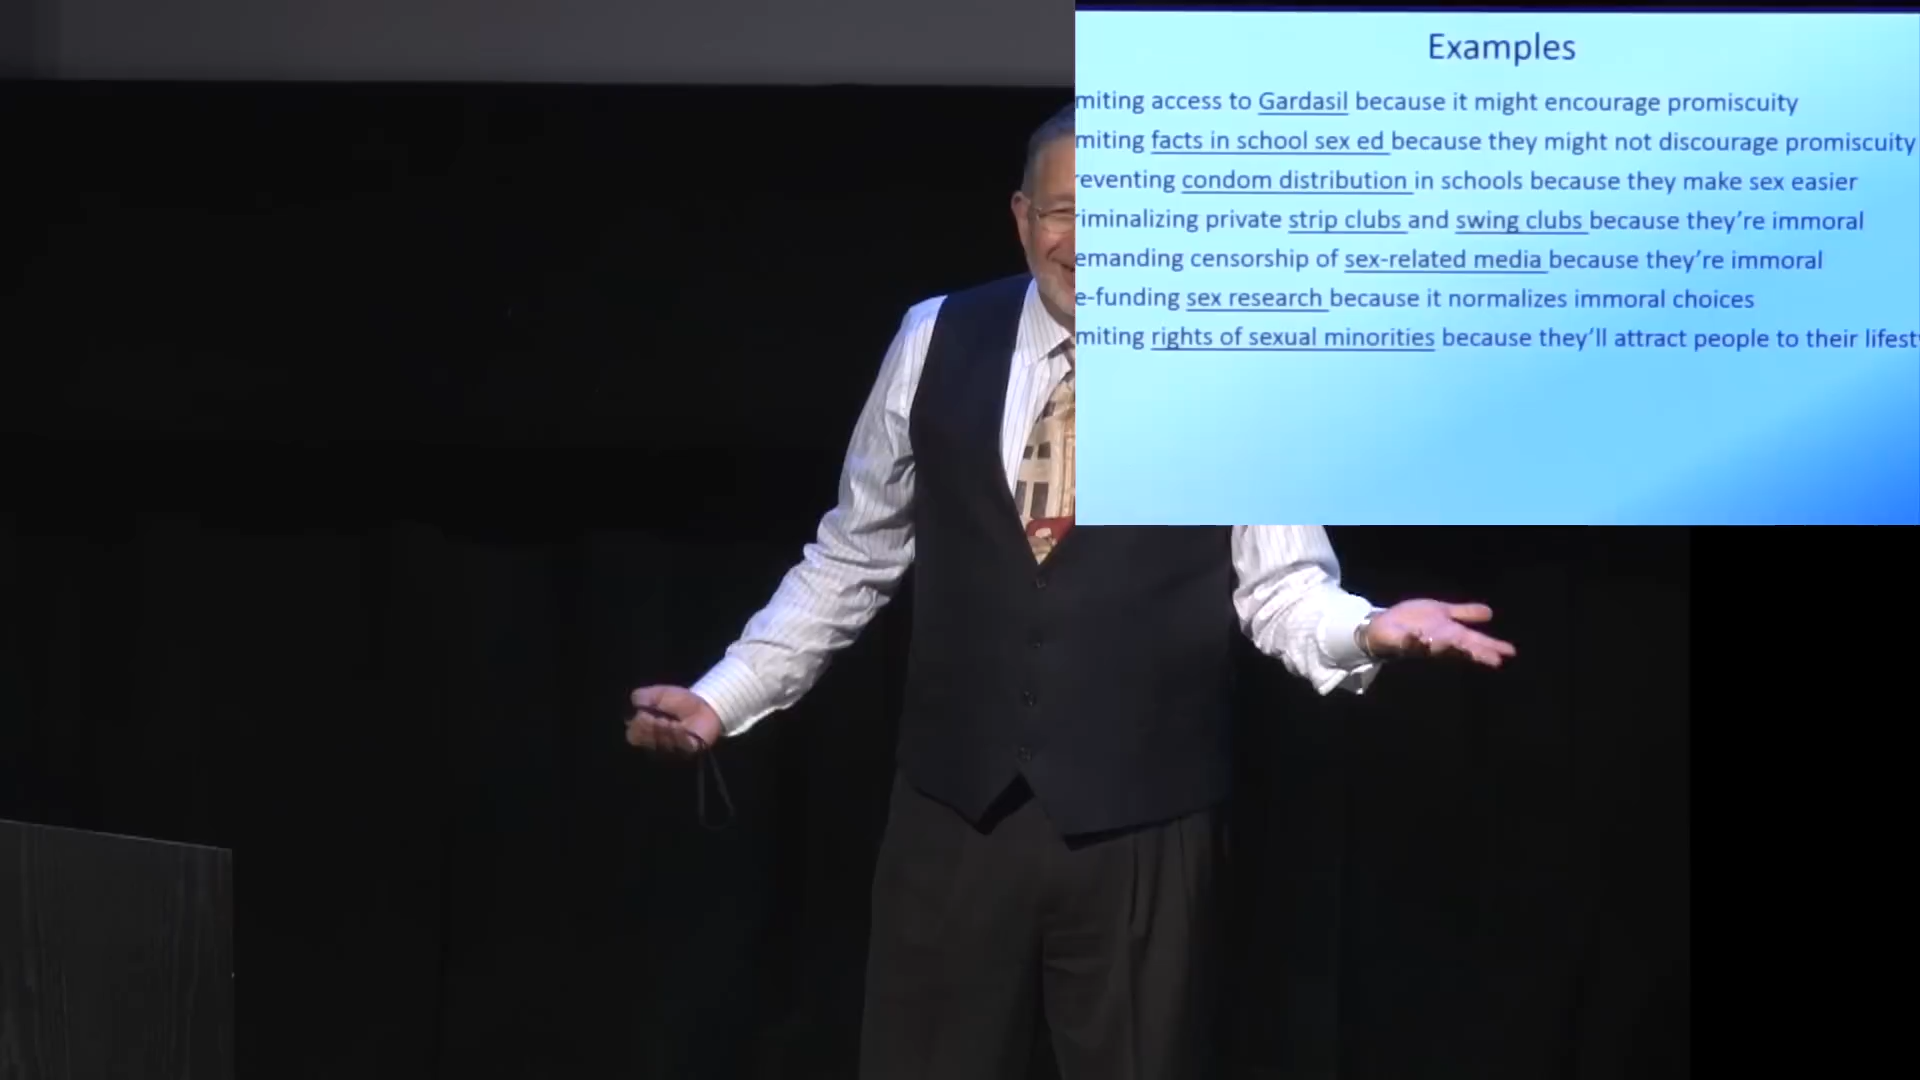 Examples
miting access to Gardasil because it might encourage promiscuity
miting facts in school sex ed because they might not discourage promiscuity
reventing condom distribution in schools because they make sex easier
riminalizing private strip clubs and swing clubs because they're immoral
emanding censorship of sex-related media because they're immoral
e-funding sex research because it normalizes immoral choices
miting rights of sexual minorities because they'll attract people to their lifest